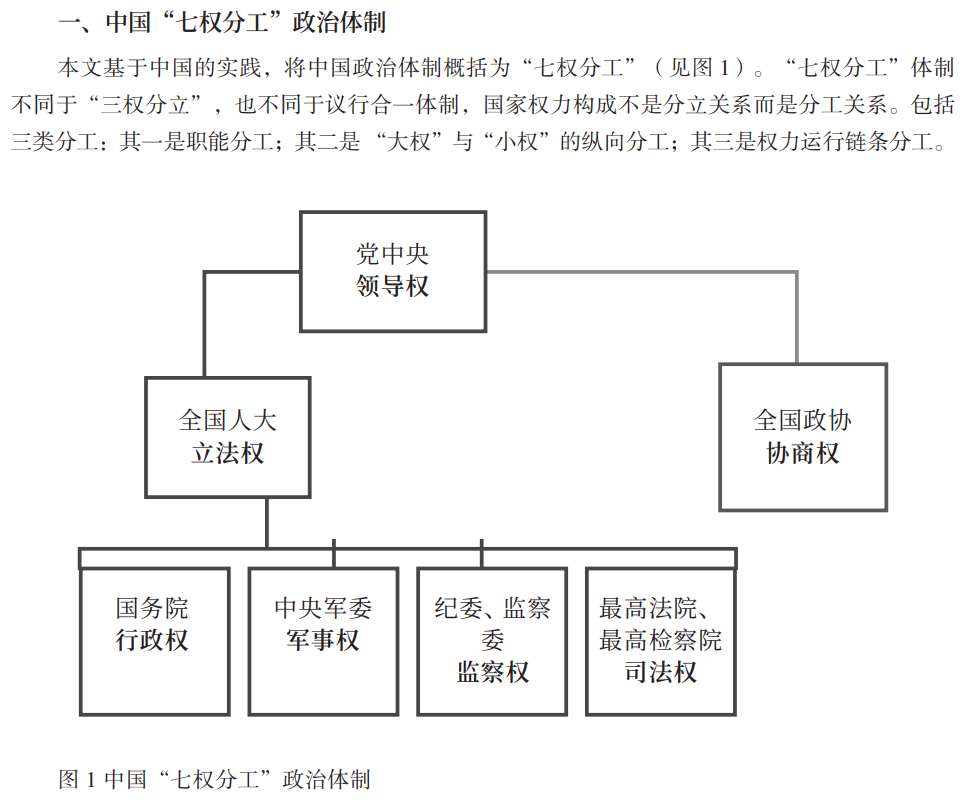 一、中国“七权分工”政治体制
本文基于中国的实践，将中国政治体制概括为“七权分工”（见图 1）。“七权分工”体制
不同于“三权分立”，也不同于议行合一体制，国家权力构成不是分立关系而是分工关系。包括
三类分工：其一是职能分工；其二是 “大权”与“小权”的纵向分工；其三是权力运行链条分工。
党中央
领导权
全国人大
立法权
全国政协
协商权
国务院
行政权
中央军委
军事权
纪委、监察
委
监察权
最高法院、
最高检察院
司法权
图 1 中国“七权分工”政治体制